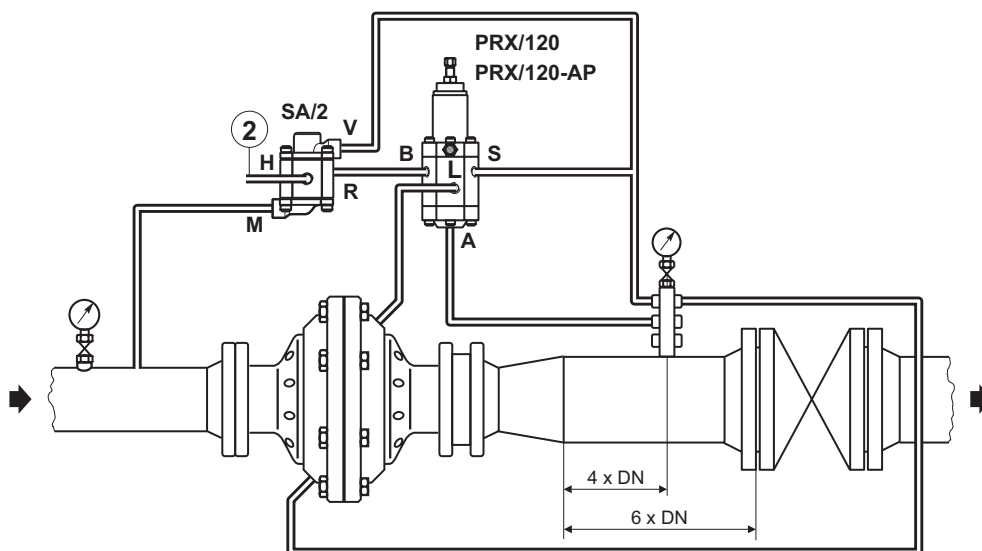 PRX/120
PRX/120-AP
SA/2
2
V
H
B
S
L
R
M
A
4 x DN
6 x DN